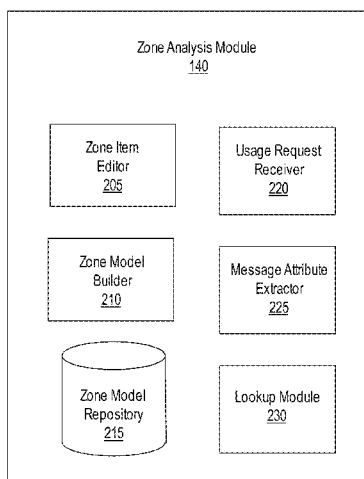 Zone Analysis Module
140
Zone Item
Editor
205
Usage Request
Receiver
220
Zone Model
Builder
210
Message Attribute
Extractor
225
Zone Model
Repository
215
Lookup Module
230